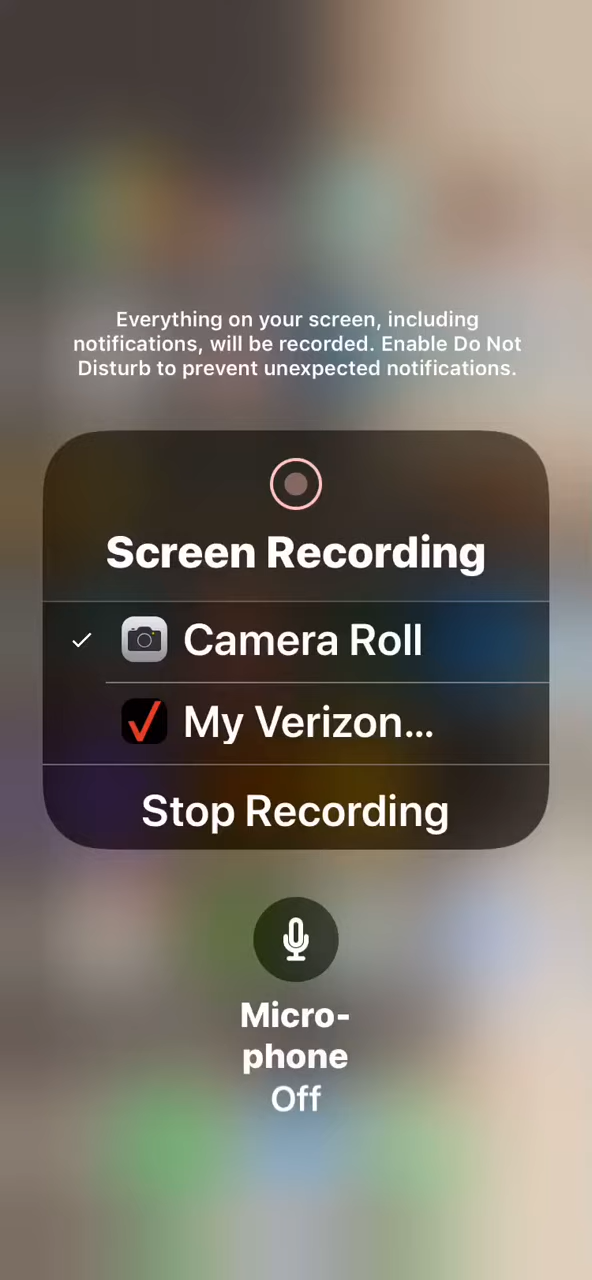 Everything on your screen, including
notifications, will be recorded. Enable Do Not
Disturb to prevent unexpected notifications.
Screen Recording
Camera Roll
My Verizon...
Stop Recording
Micro-
phone
Off